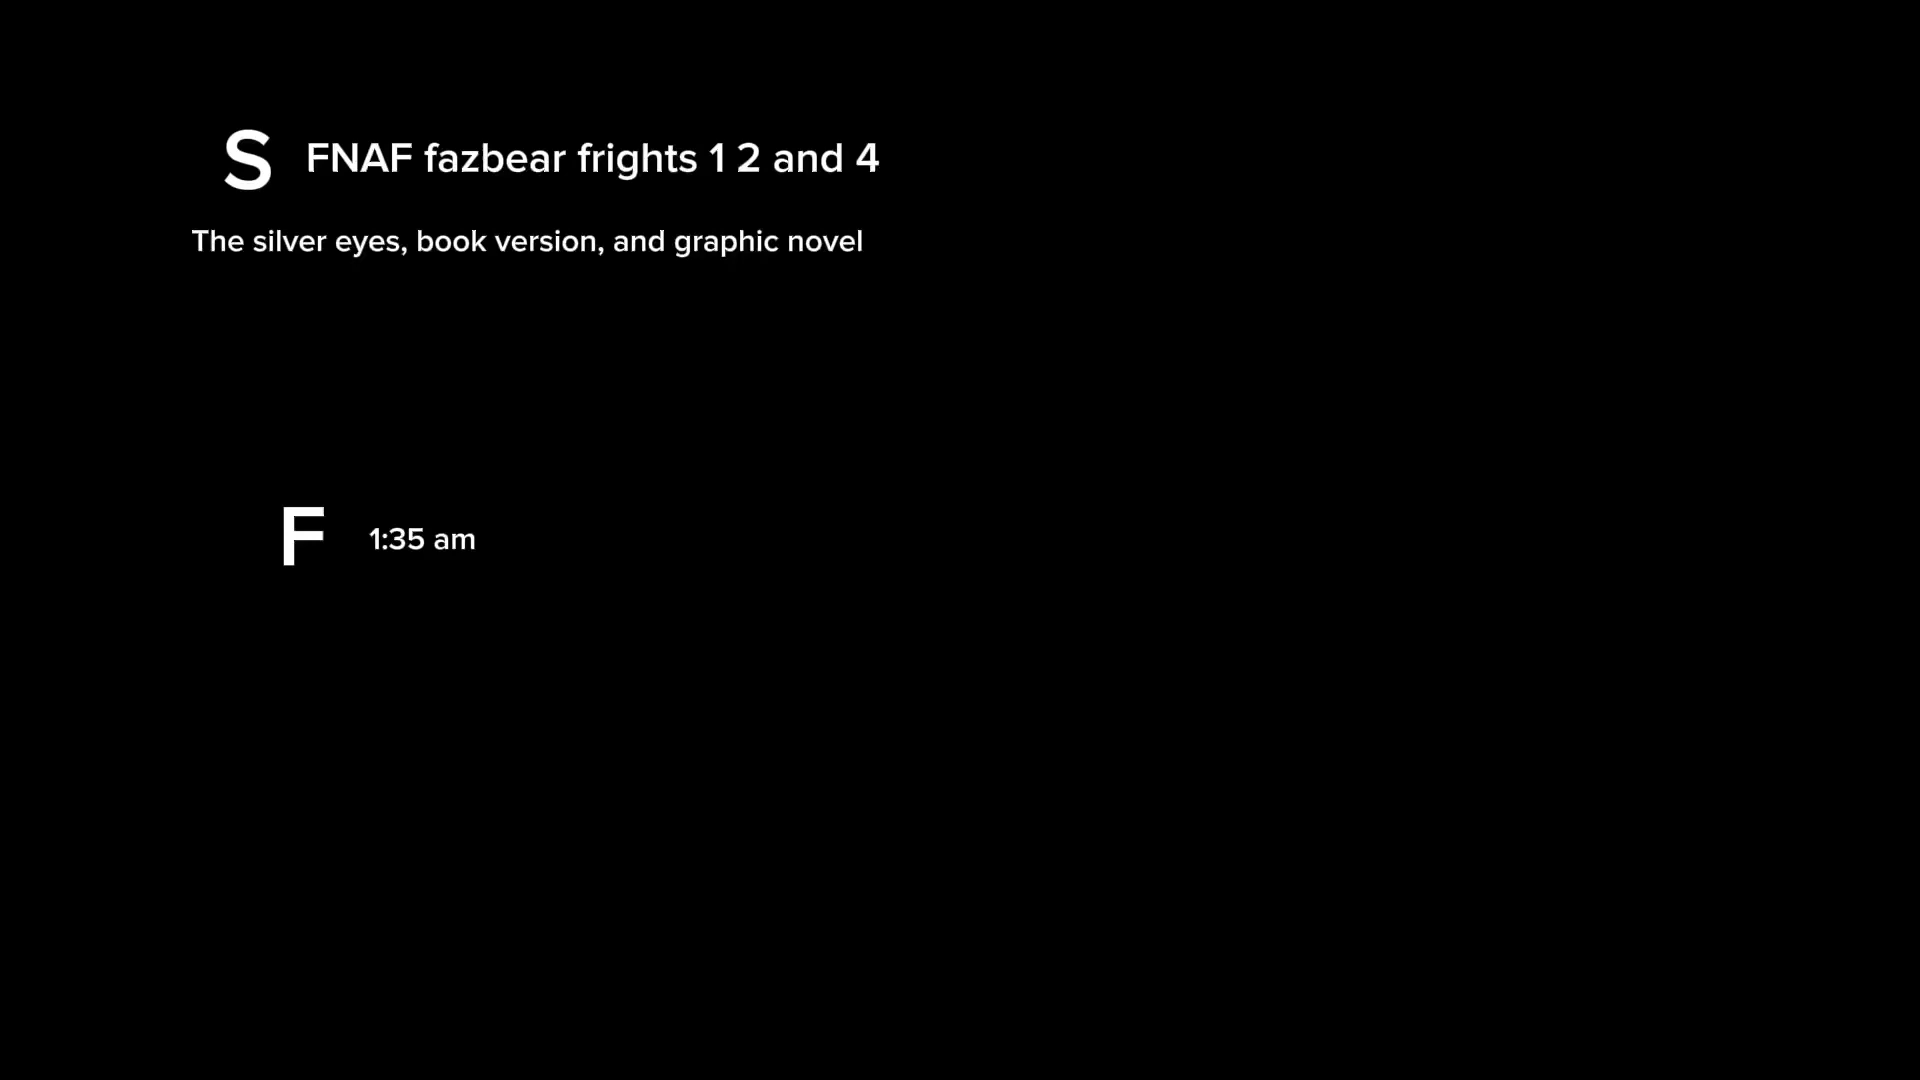 S FNAF fazbear frights 1 2 and 4
The silver eyes, book version, and graphic novel
F 1:35 am